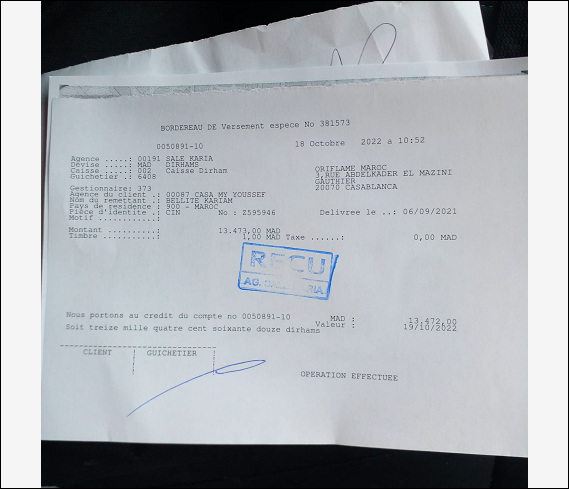 BORDEREAU DE Versement espece No 381573
0050891-10 18 Octobre 2022 a 10:52
Agence .....: 00191 SALE KARIA
Devise .....: MAD DIRHAMS
Caisse .....: 002 Caisse Dirham
Guichetier .: 6408
ORIFLAME MAROC
3,RUE ABDELKADER EL MAZINI
GAUTHIER
20070 CASABLANCA
Gestionnaire: 373
Agence du client .: 00087 CASA MY YOUSSEF
Nom du remettant .: BELLITE KARIAM
Pays de residence : 900 - MAROC
Pièce d'identite .: CIN No : Z595946 Delivree le ..: 06/09/2021
Motif ............:
Montant ..........: 13.473,00 MAD
Timbre ...........: 1,00 MAD Taxe ......: 0,00 MAD
RECU
AG.
Nous portons au credit du compte no 0050891-10 MAD : 13.472,00
Soit treize mille quatre cent soixante douze dirhams Valeur : 19/10/2022
CLIENT GUICHETIER
OPERATION EFFECTUEE